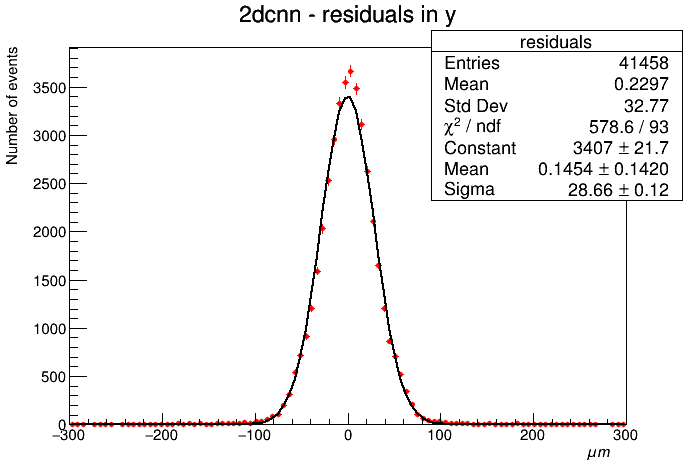 2dcnn - residuals in y
residuals
Entries 41458
Mean 0.2297
Std Dev 32.77
χ² / ndf 578.6 / 93
Constant 3407 ± 21.7
Mean 0.1454 ± 0.1420
Sigma 28.66 ± 0.12
Number of events
3500
3000
2500
2000
1500
1000
500
0
−300 −200 −100 0 100 200 300
μm